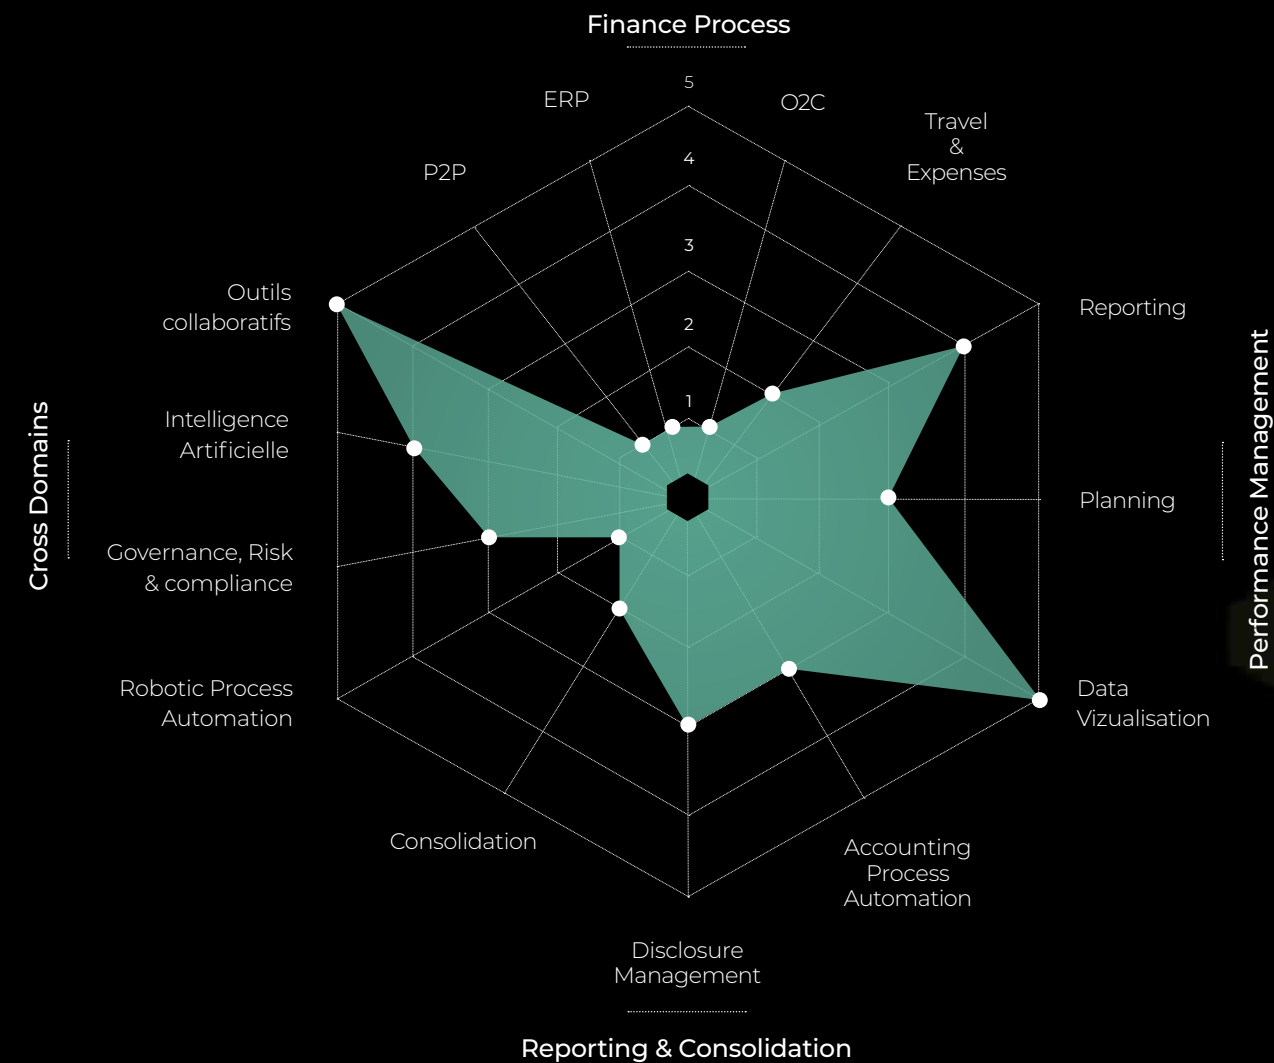 Finance Process
5
ERP
O2C
Travel
&
Expenses
4
P2P
3
Outils
collaboratifs
Reporting
2
1
Intelligence
Artificielle
Cross Domains
Planning
Performance Management
Governance, Risk
& compliance
Robotic Process
Automation
Data
Vizualisation
Consolidation
Accounting
Process
Automation
Disclosure
Management
Reporting & Consolidation